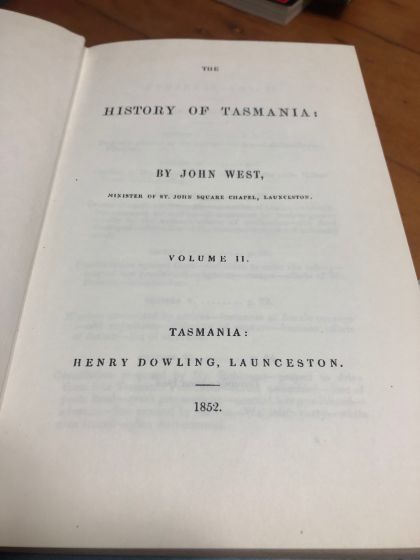 THE
HISTORY OF TASMANIA:
BY JOHN WEST,
MINISTER OF ST. JOHN SQUARE CHAPEL, LAUNCESTON.
VOLUME II.
TASMANIA:
HENRY DOWLING, LAUNCESTON.
1852.